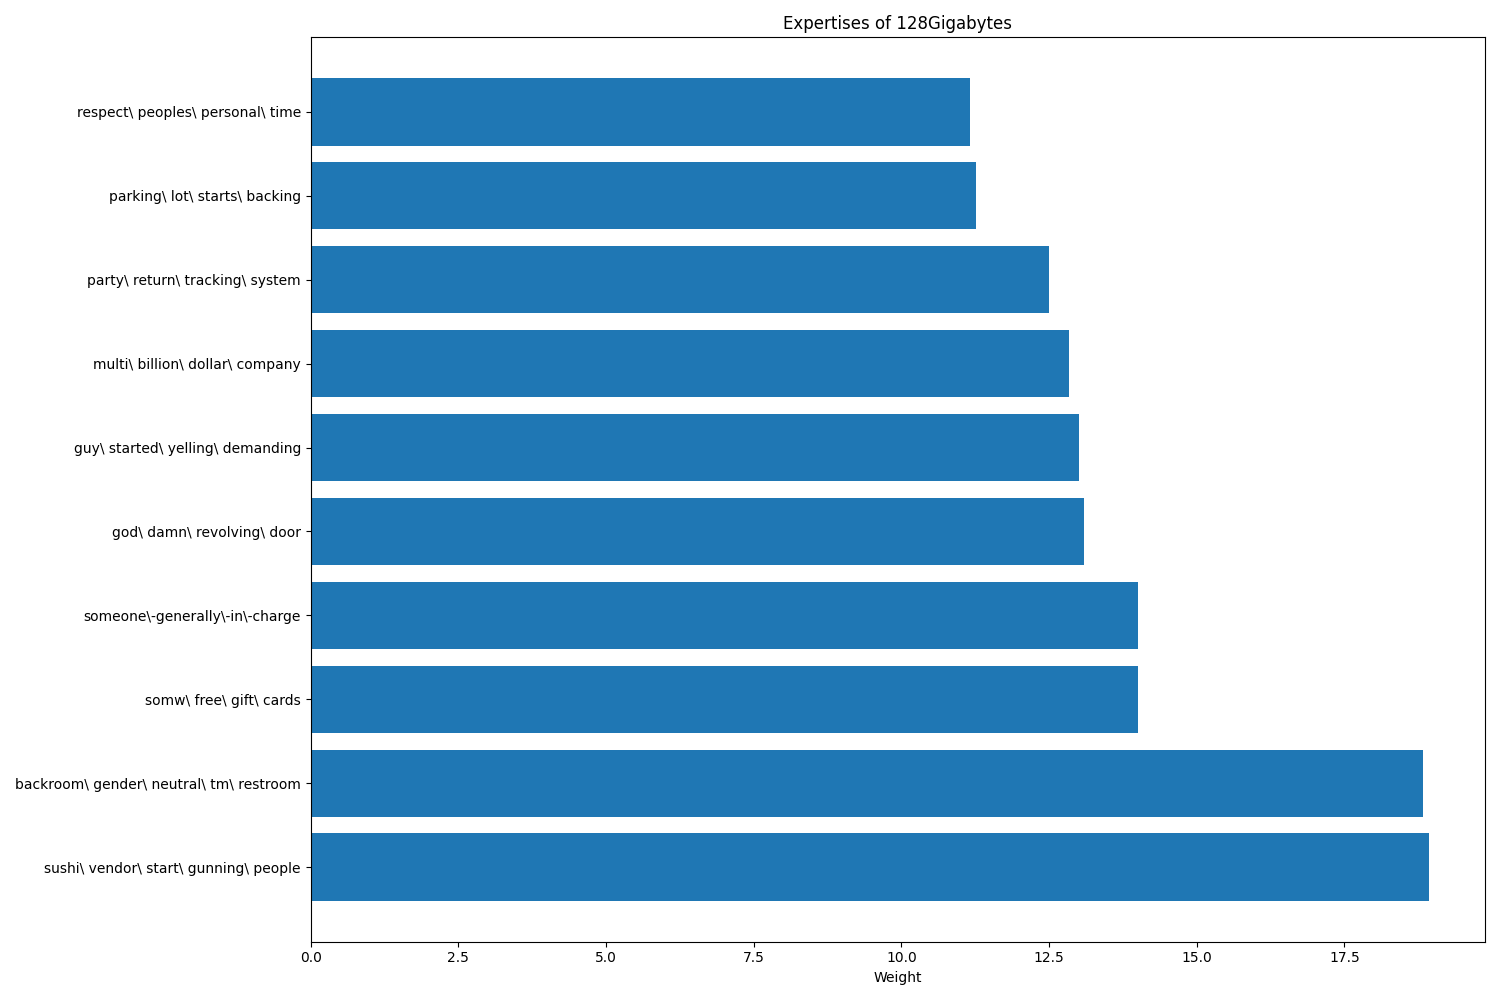 Expertises of 128Gigabytes
respect\ peoples\ personal\ time
parking\ lot\ starts\ backing
party\ return\ tracking\ system
multi\ billion\ dollar\ company
guy\ started\ yelling\ demanding
god\ damn\ revolving\ door
someone\-generally\-in\-charge
somw\ free\ gift\ cards
backroom\ gender\ neutral\ tm\ restroom
sushi\ vendor\ start\ gunning\ people
0.0 2.5 5.0 7.5 10.0 12.5 15.0 17.5
Weight